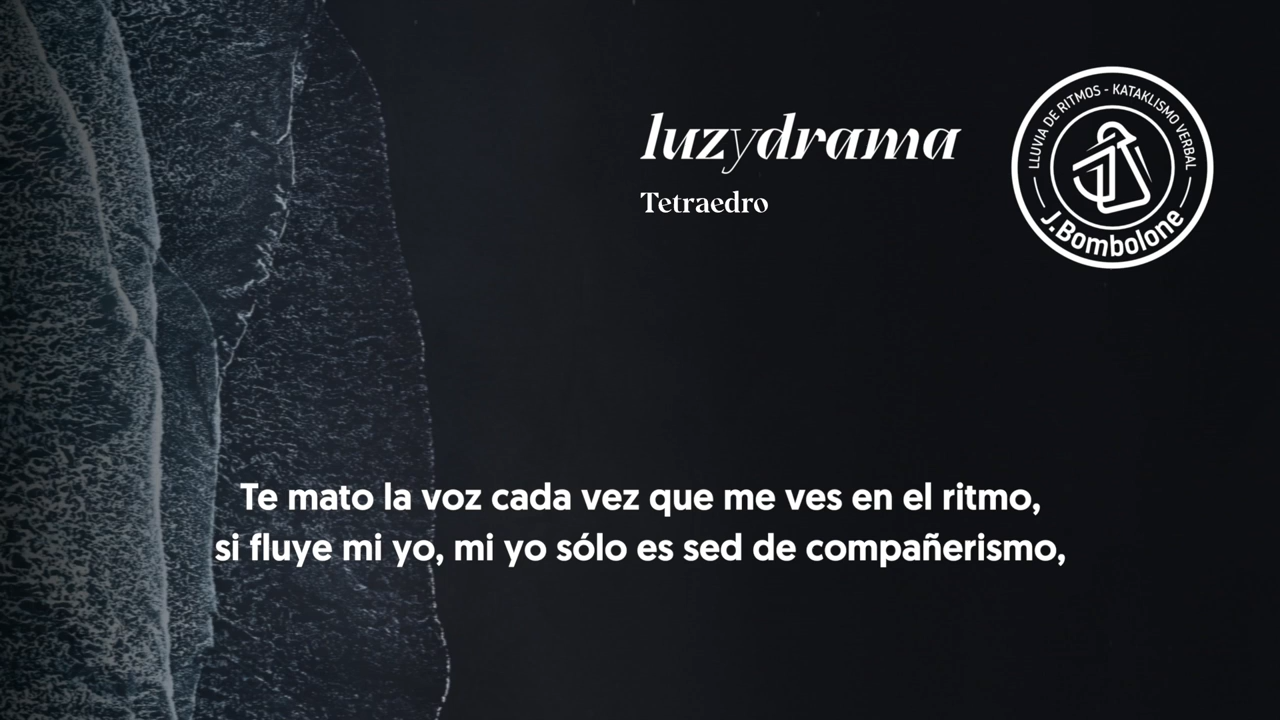 luzydrama
Tetraedro
LLUVIA DE RITMOS - KATAKLISMO VERBAL
J.Bombolone
Te mato la voz cada vez que me ves en el ritmo,
si fluye mi yo, mi yo sólo es sed de compañerismo,